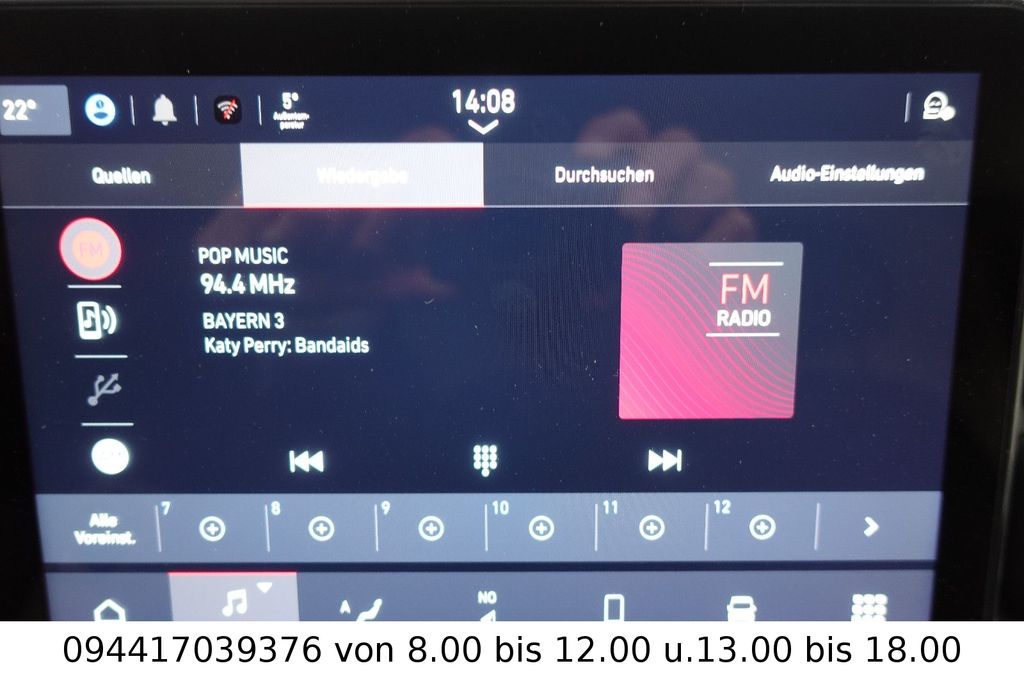 22°
5°
Außentem-
peratur
14:08
Quellen
Wiedergabe
Durchsuchen
Audio-Einstellungen
FM
POP MUSIC
94.4 MHz
BAYERN 3
Katy Perry: Bandaids
FM
RADIO
Alle
Voreinst.
7
8
9
10
11
12
A
NO
094417039376 von 8.00 bis 12.00 u.13.00 bis 18.00